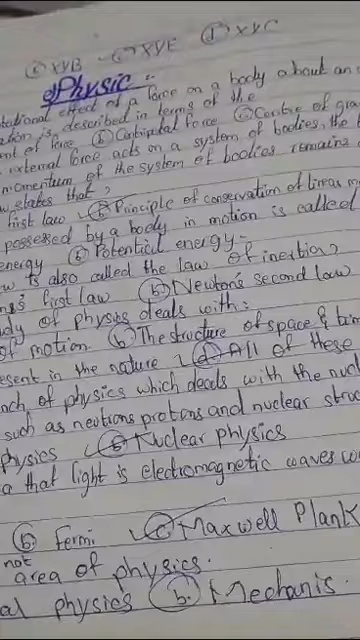 ⓐ XYB ⓒ XYE ⓓ XYC
Physic
tational effect of a force on a body about an
ation is described in terms of the
nt of force ⓑ Centripetal force ⓒ Centre of gra
external force acts on a system of bodies, the
momentum of the system of bodies remains
w states that,
first law ⓑ Principle of conservation of linear m
possessed by a body in motion is called
energy ⓑ Potential energy
w is also called the law of inertia,
n's first law ⓑ Newton's second law
dy of physics deals with:
of motion ⓑ The structure of space & tim
esent in the nature ⓓ All of these
nch of physics which deals with the nucl
such as neutrons protons and nuclear struc
physics ⓑ Nuclear physics
a that light is electromagnetic waves
ⓑ Fermi ⓒ Maxwell Plank
not area of physics.
al physics ⓑ. Mechanis.